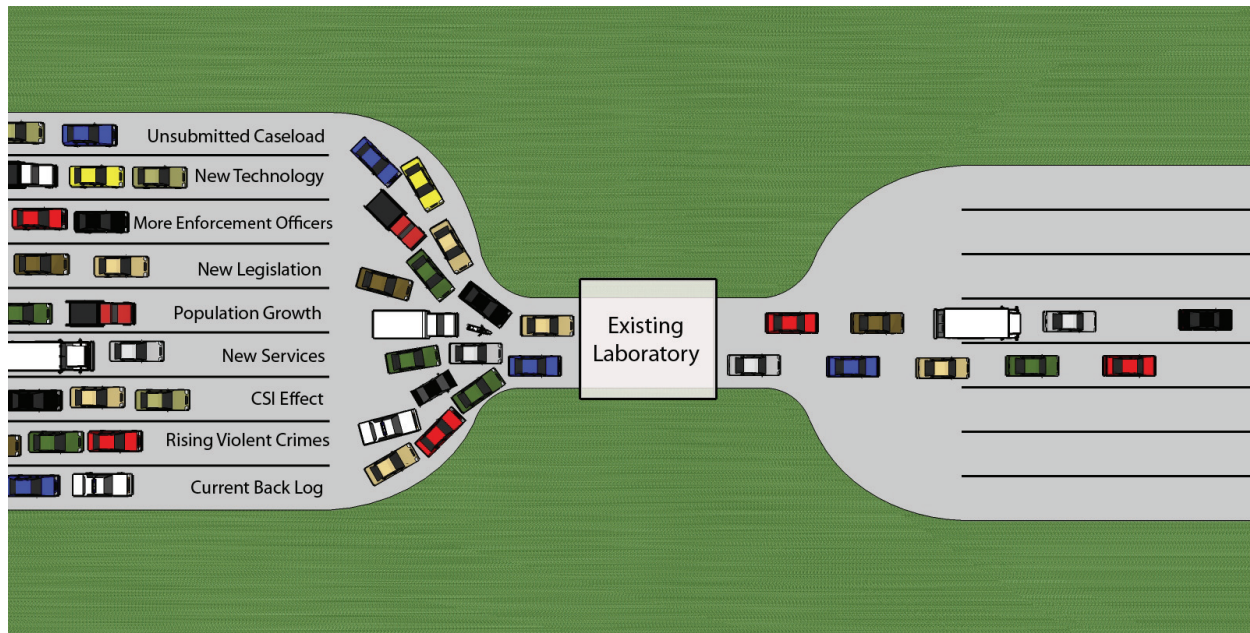 Unsubmitted Caseload
New Technology
More Enforcement Officers
New Legislation
Population Growth
New Services
CSI Effect
Rising Violent Crimes
Current Back Log
Existing
Laboratory